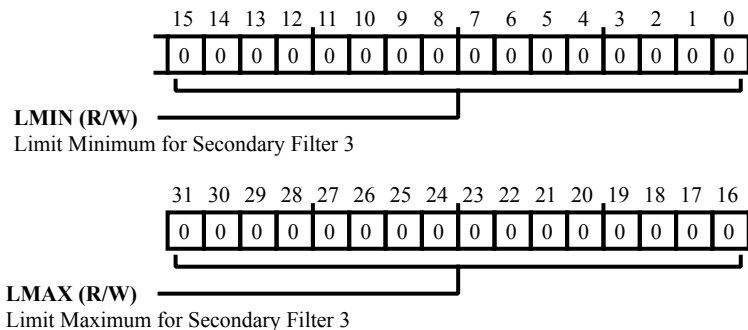 15 14 13 12 11 10 9 8 7 6 5 4 3 2 1 0
0 0 0 0 0 0 0 0 0 0 0 0 0 0 0 0
LMIN (R/W)
Limit Minimum for Secondary Filter 3
31 30 29 28 27 26 25 24 23 22 21 20 19 18 17 16
0 0 0 0 0 0 0 0 0 0 0 0 0 0 0 0
LMAX (R/W)
Limit Maximum for Secondary Filter 3